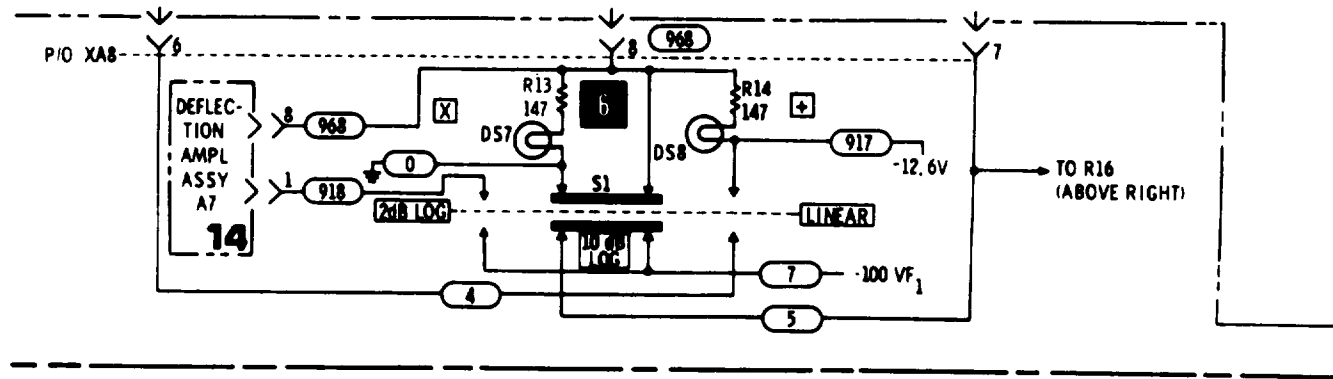 6
8
968
7
P/O XA8
DEFLEC-
TION
AMPL
ASSY
A7
14
8
968
1
918
X
R13
147
6
R14
147
+
DS7
DS8
0
917
-12.6V
S1
TO R16
(ABOVE RIGHT)
2dB LOG
LINEAR
10 dB
LOG
7
-100 VF1
4
5